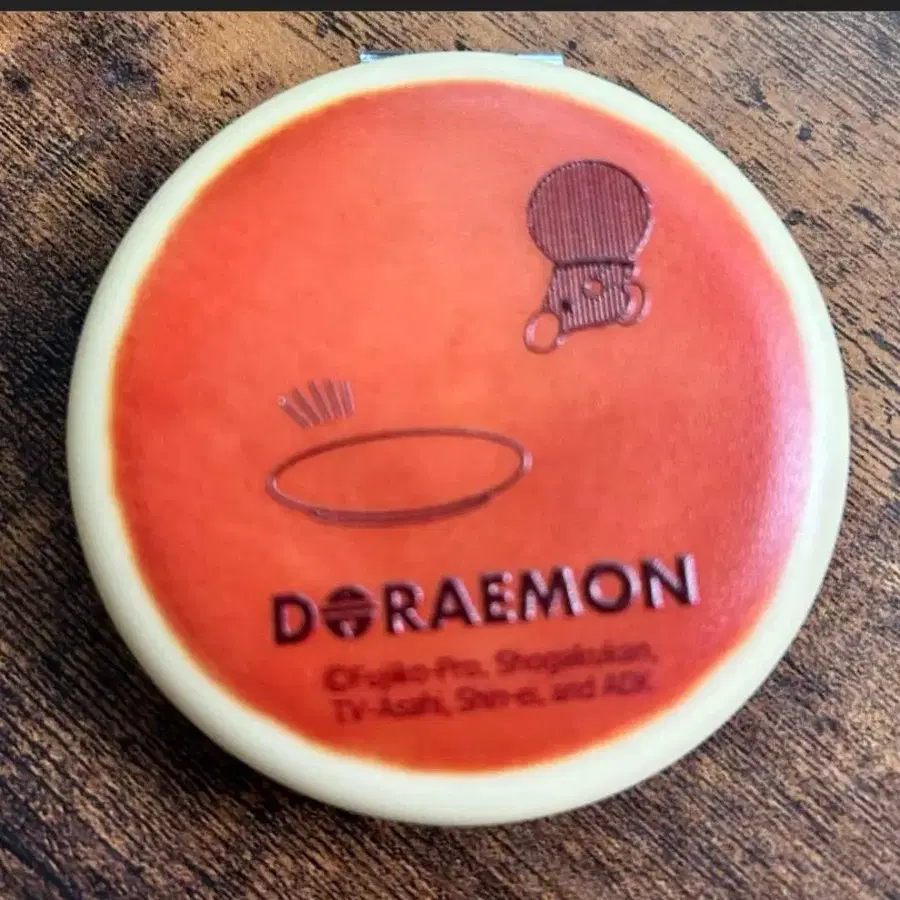 DORAEMON
©Fujiko-Pro, Shogakukan,
TV-Asahi, Shin-ei, and ADK